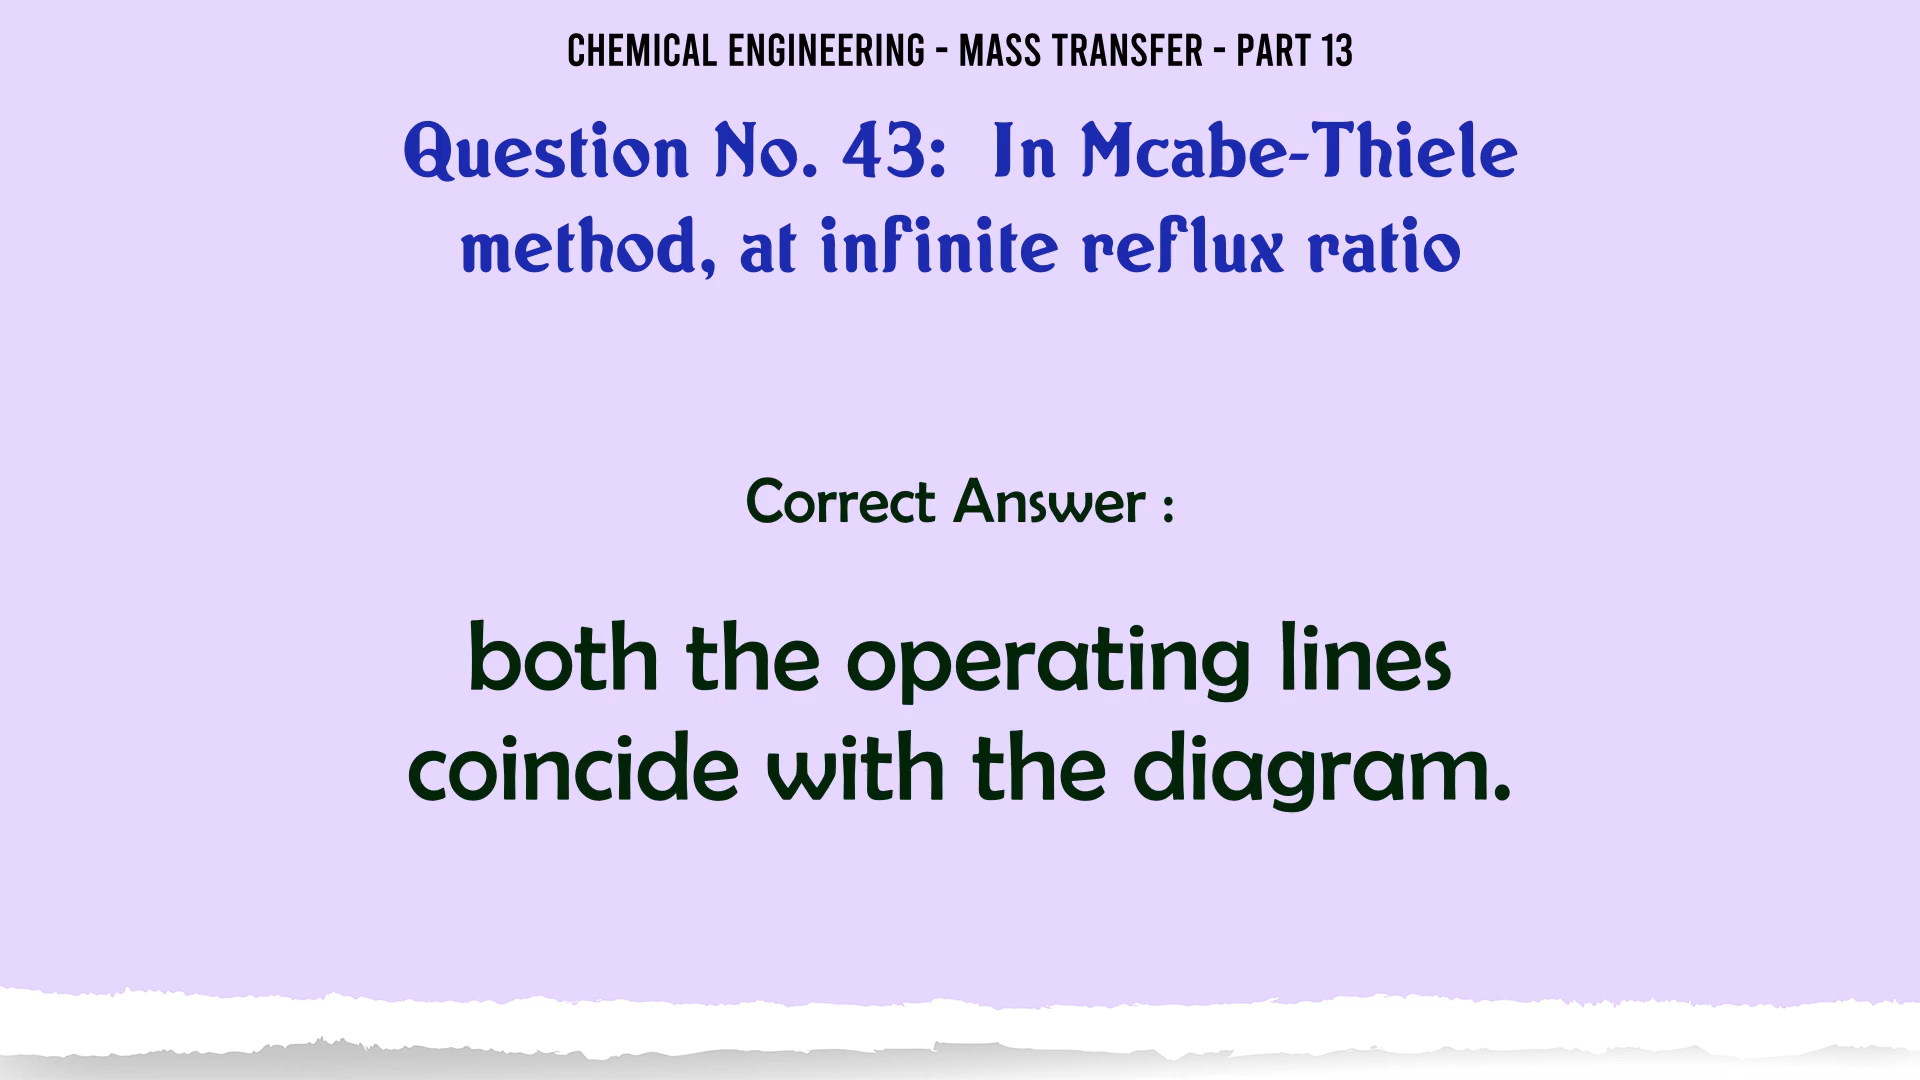 CHEMICAL ENGINEERING - MASS TRANSFER - PART 13
Question No. 43: In Mcabe-Thiele
method, at infinite reflux ratio
Correct Answer :
both the operating lines
coincide with the diagram.